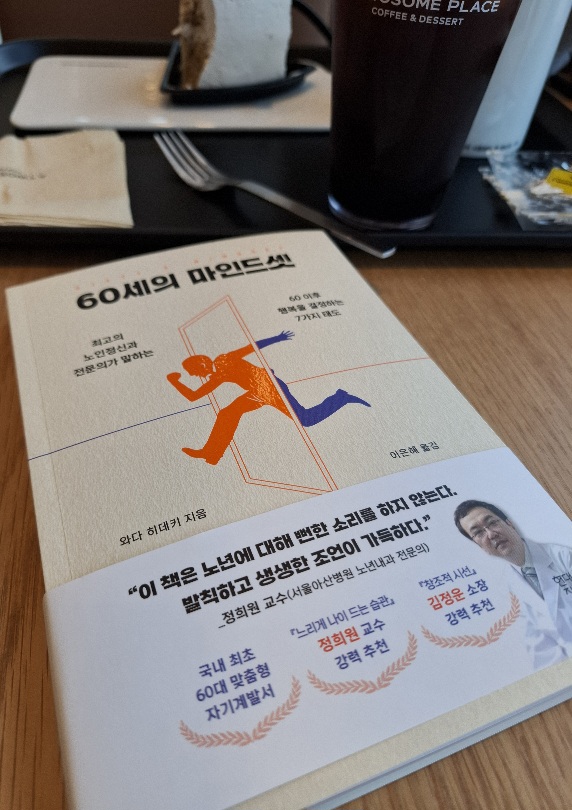 OSOME PLACE
COFFEE & DESSERT
60세의 마인드셋
최고의
노인정신과
전문의가 말하는
60 이후
행복을 결정하는
7가지 태도
이은혜 옮김
와다 히데키 지음
“이 책은 노년에 대해 뻔한 소리를 하지 않는다.
발칙하고 생생한 조언이 가득하다.”
_정희원 교수(서울아산병원 노년내과 전문의)
국내 최초
60대 맞춤형
자기계발서
『느리게 나이 드는 습관』
정희원 교수
강력 추천
『창조적 시선』
김정운 소장
강력 추천